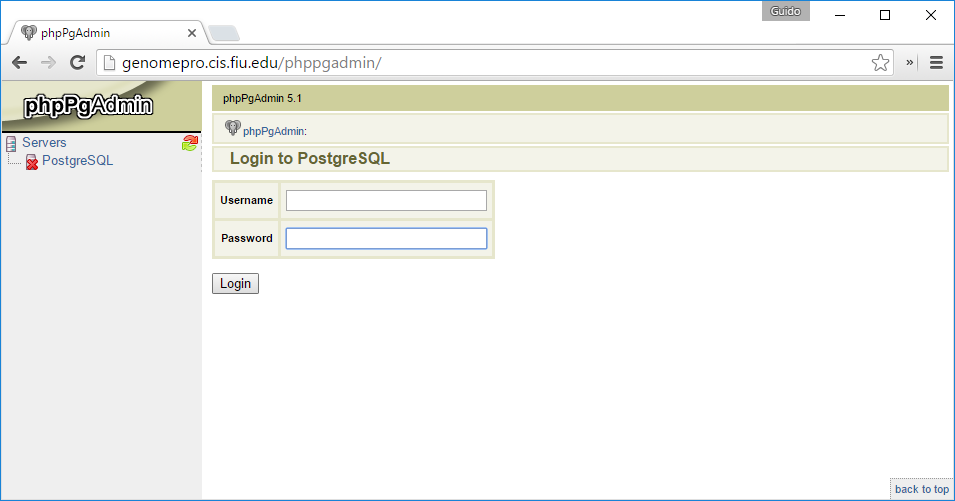 Guido
phpPgAdmin
genomepro.cis.fiu.edu/phppgadmin/
»
phpPgAdmin
Servers
PostgreSQL
phpPgAdmin 5.1
phpPgAdmin:
Login to PostgreSQL
Username
Password
Login
back to top